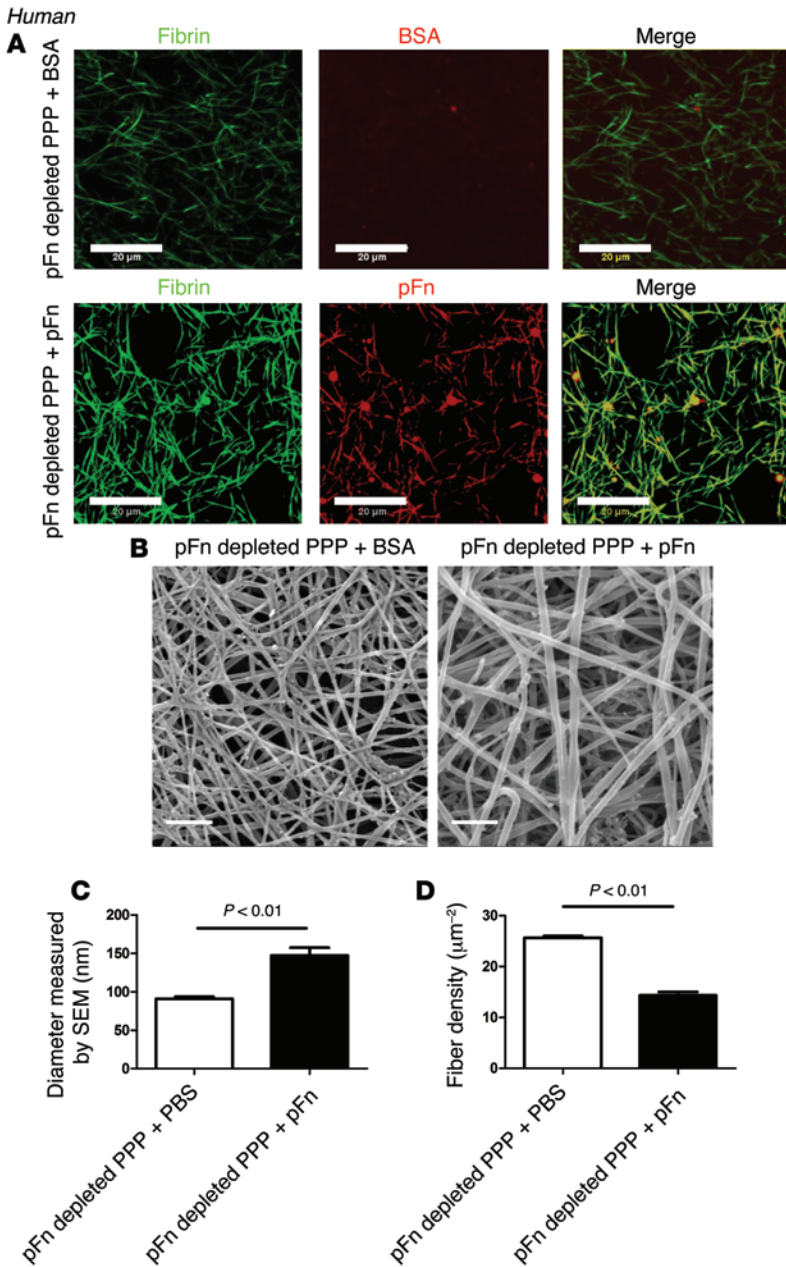 Human
A
Fibrin
BSA
Merge
pFn depleted PPP + BSA
20 µm
20 µm
20 µm
Fibrin
pFn
Merge
pFn depleted PPP + pFn
20 µm
20 µm
20 µm
B
pFn depleted PPP + BSA
pFn depleted PPP + pFn
C
P < 0.01
Diameter measured
by SEM (nm)
200
150
100
50
0
pFn depleted PPP + PBS
pFn depleted PPP + pFn
D
P < 0.01
Fiber density (µm⁻²)
30
20
10
0
pFn depleted PPP + PBS
pFn depleted PPP + pFn